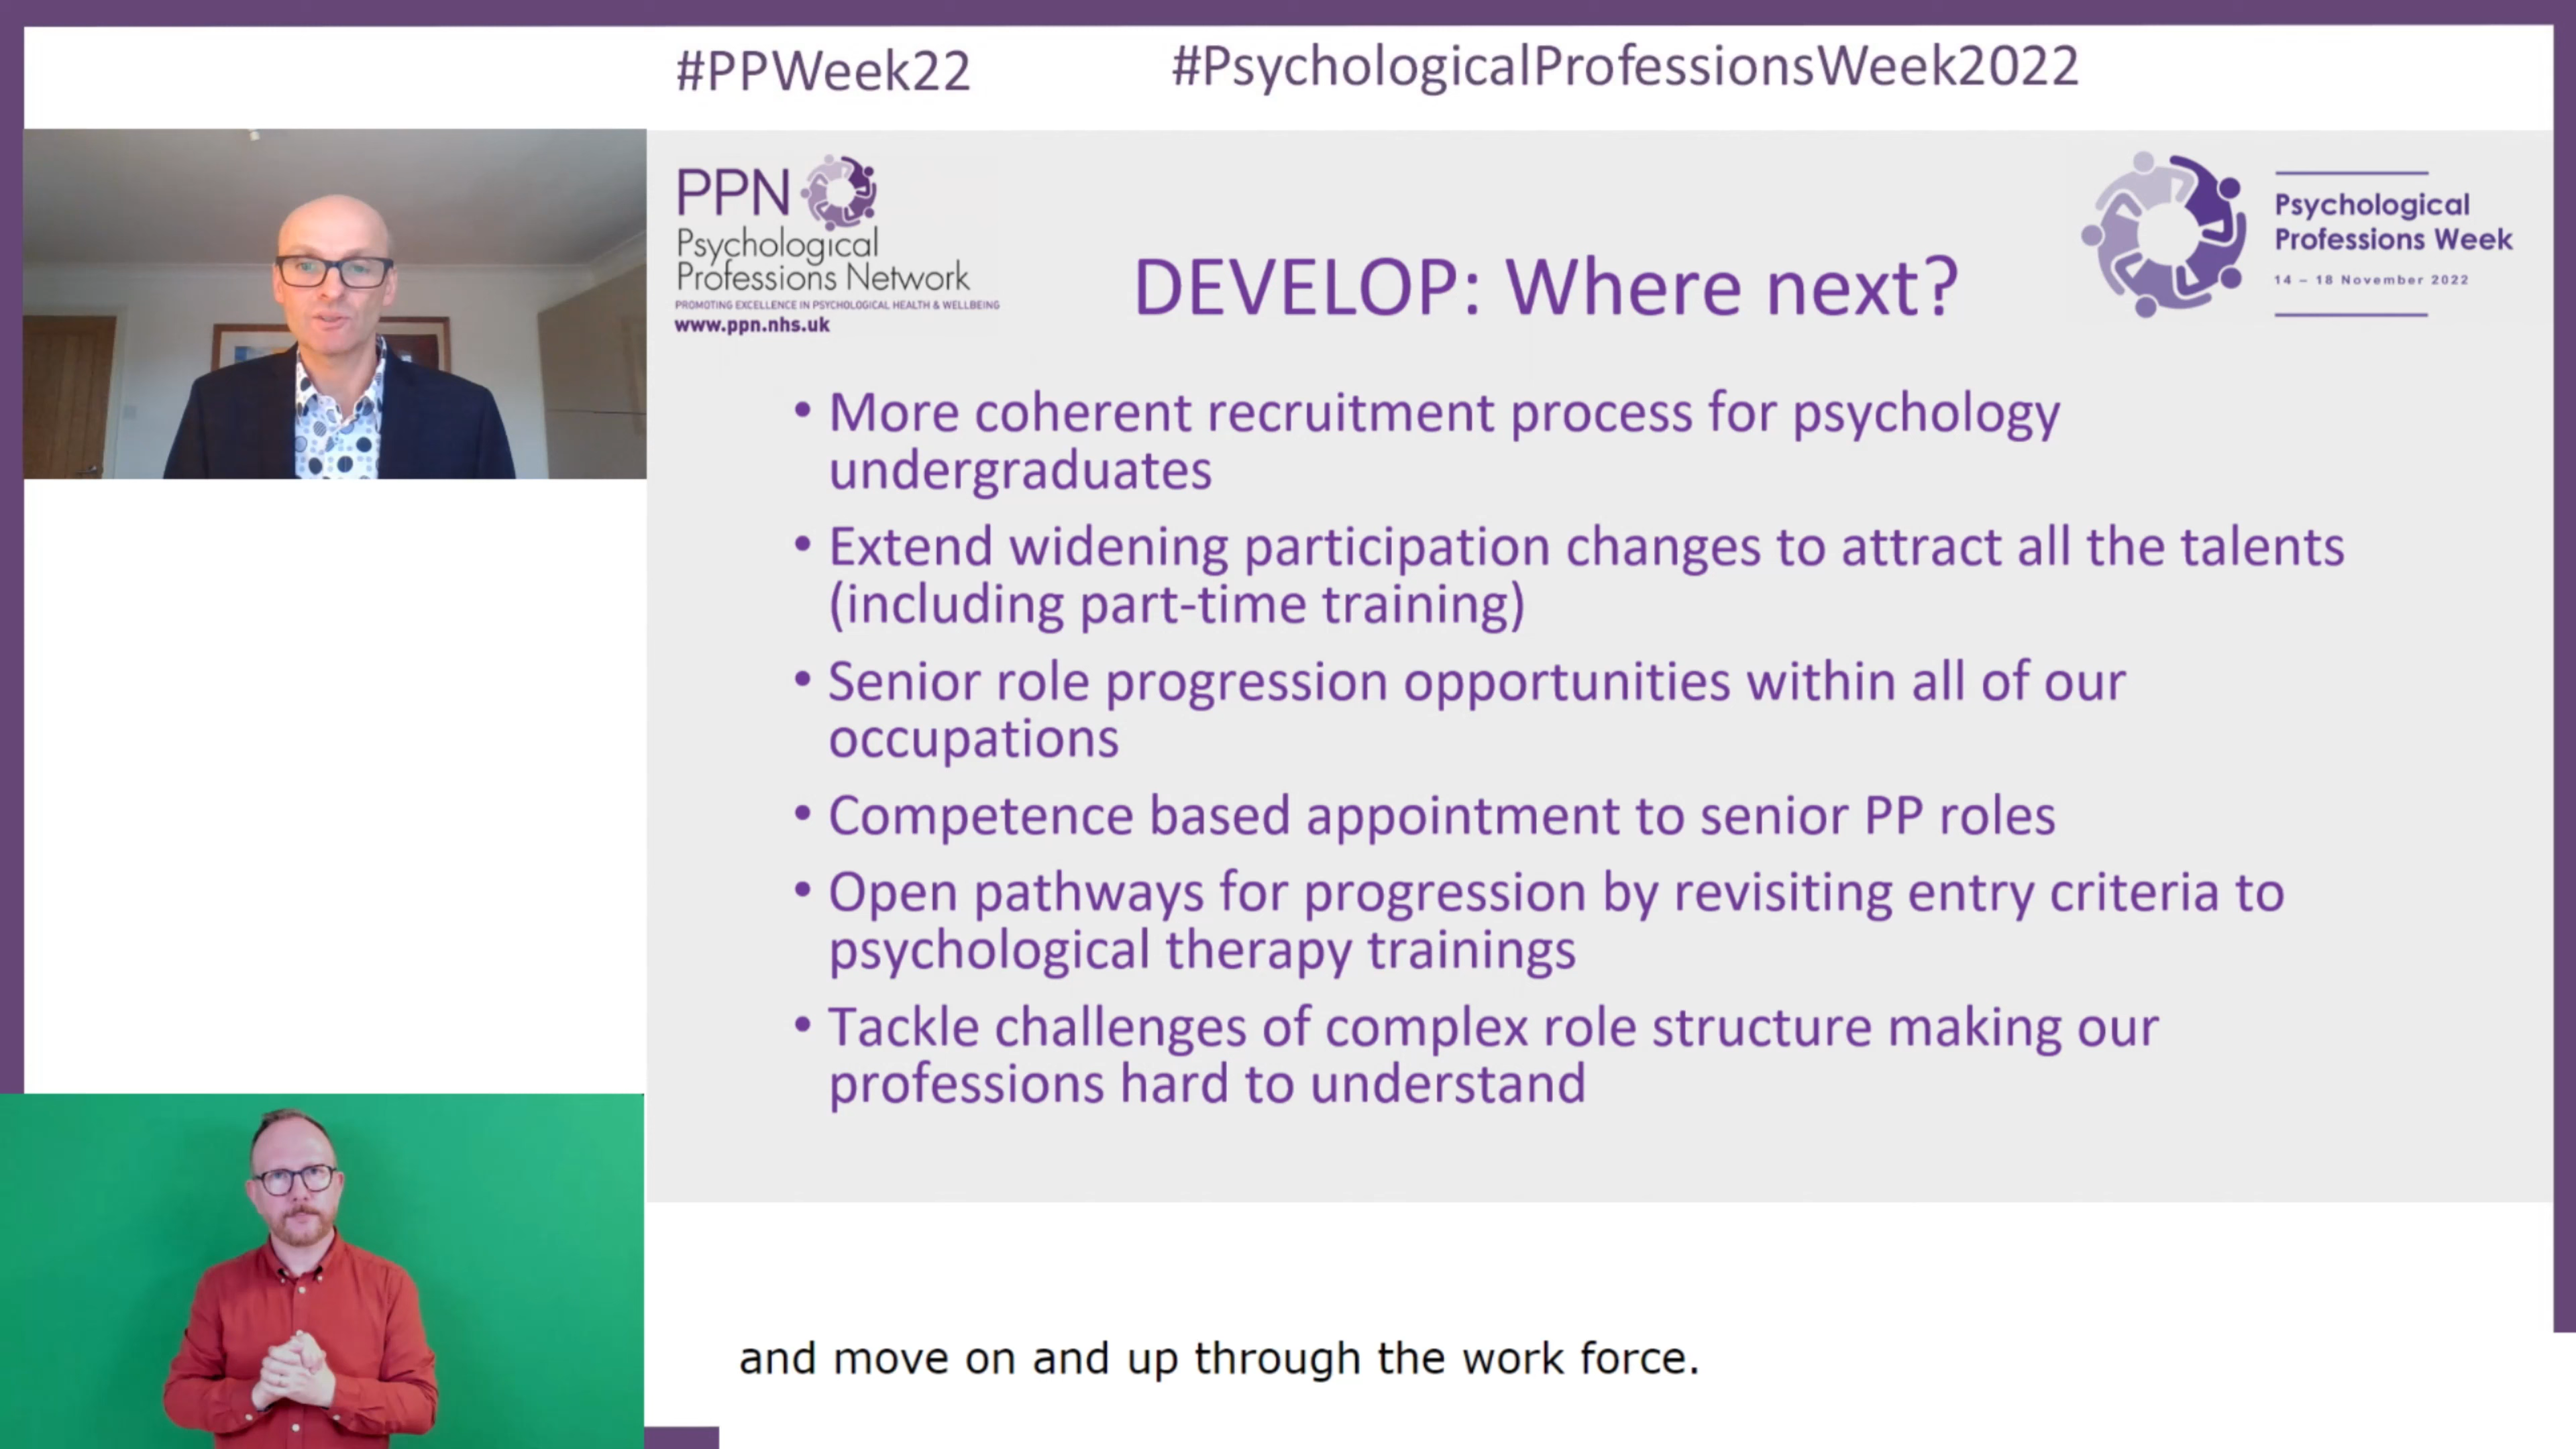 #PPWeek22
#PsychologicalProfessionsWeek2022
PPN
Psychological
Professions Network
PROMOTING EXCELLENCE IN PSYCHOLOGICAL HEALTH & WELLBEING
www.ppn.nhs.uk
Psychological
Professions Week
14 – 18 November 2022
DEVELOP: Where next?
• More coherent recruitment process for psychology
undergraduates
• Extend widening participation changes to attract all the talents
(including part-time training)
• Senior role progression opportunities within all of our
occupations
• Competence based appointment to senior PP roles
• Open pathways for progression by revisiting entry criteria to
psychological therapy trainings
• Tackle challenges of complex role structure making our
professions hard to understand
and move on and up through the work force.